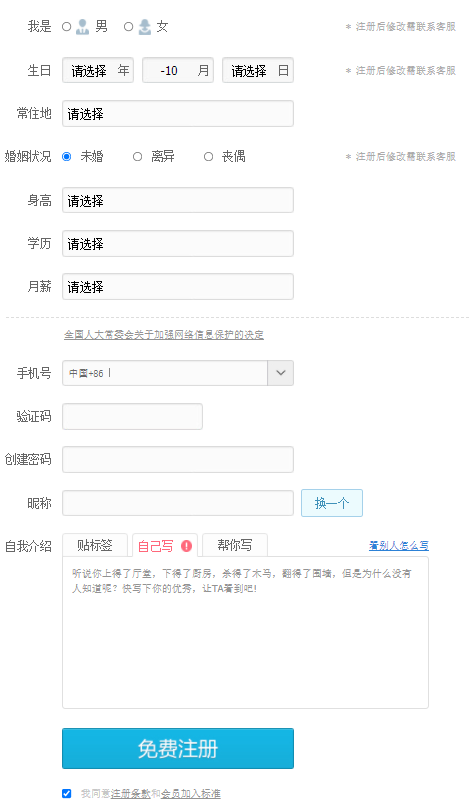 我是 男 女 * 注册后修改需联系客服
生日 请选择 年 -10 月 请选择 日 * 注册后修改需联系客服
常住地 请选择
婚姻状况 未婚 离异 丧偶 * 注册后修改需联系客服
身高 请选择
学历 请选择
月薪 请选择
全国人大常委会关于加强网络信息保护的决定
手机号 中国+86
验证码
创建密码
昵称 换一个
自我介绍 贴标签 自己写 帮你写 看别人怎么写
听说你上得了厅堂，下得了厨房，杀得了木马，翻得了围墙，但是为什么没有
人知道呢？快写下你的优秀，让TA看到吧!
免费注册
我同意注册条款和会员加入标准